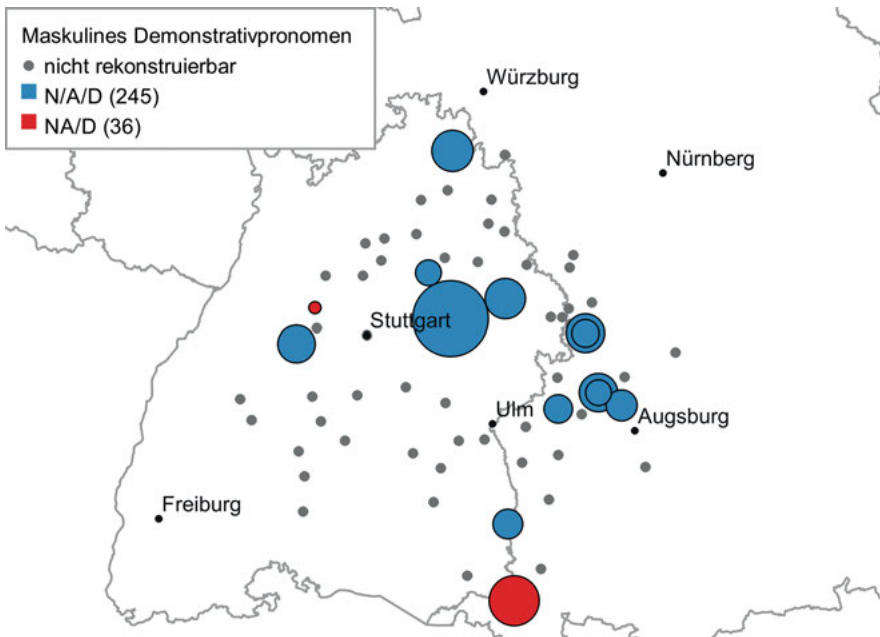 Maskulines Demonstrativpronomen
nicht rekonstruierbar
N/A/D (245)
NA/D (36)
Würzburg
Nürnberg
Stuttgart
Ulm
Augsburg
Freiburg